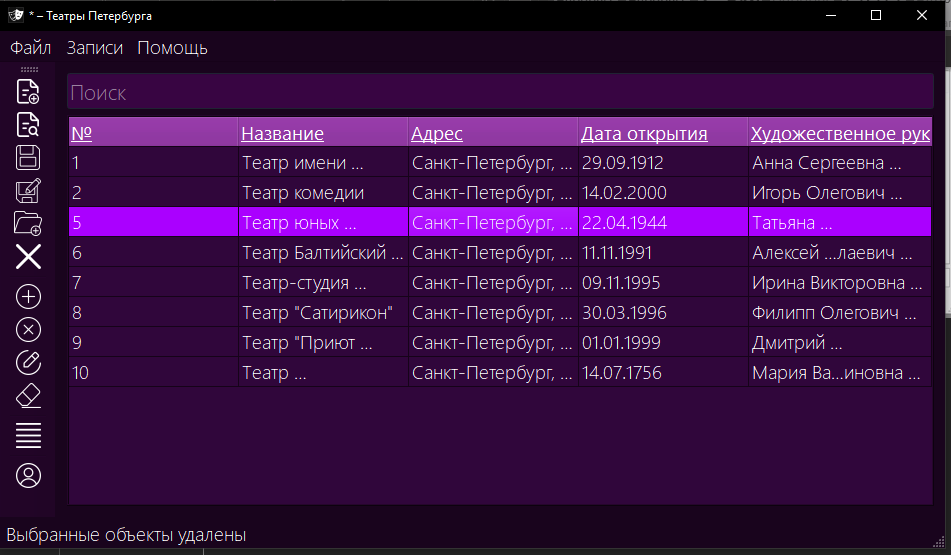 * – Театры Петербурга
Файл Записи Помощь
Поиск
№ Название Адрес Дата открытия Художественное рук
1 Театр имени ... Санкт-Петербург, ... 29.09.1912 Анна Сергеевна ...
2 Театр комедии Санкт-Петербург, ... 14.02.2000 Игорь Олегович ...
5 Театр юных ... Санкт-Петербург, ... 22.04.1944 Татьяна ...
6 Театр Балтийский ... Санкт-Петербург, ... 11.11.1991 Алексей ...лаевич ...
7 Театр-студия ... Санкт-Петербург, ... 09.11.1995 Ирина Викторовна ...
8 Театр "Сатирикон" Санкт-Петербург, ... 30.03.1996 Филипп Олегович ...
9 Театр "Приют ... Санкт-Петербург, ... 01.01.1999 Дмитрий ...
10 Театр ... Санкт-Петербург, ... 14.07.1756 Мария Ва...иновна ...
Выбранные объекты удалены